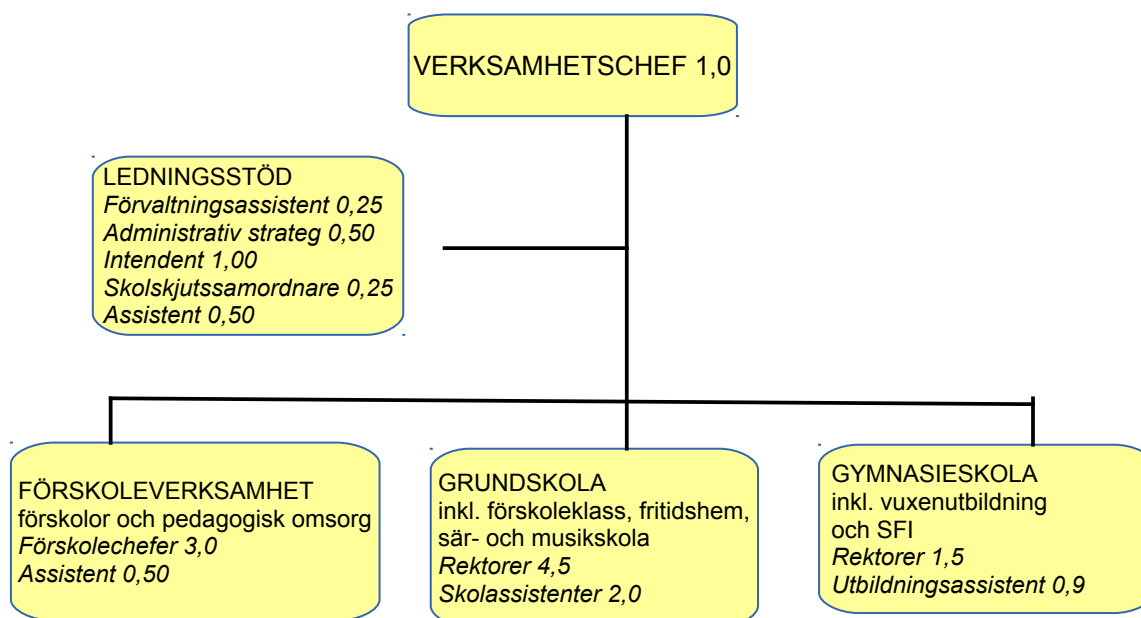 VERKSAMHETSCHEF 1,0
LEDNINGSSTÖD
Förvaltningsassistent 0,25
Administrativ strateg 0,50
Intendent 1,00
Skolskjutssamordnare 0,25
Assistent 0,50
FÖRSKOLEVERKSAMHET
förskolor och pedagogisk omsorg
Förskolechefer 3,0
Assistent 0,50
GRUNDSKOLA
inkl. förskoleklass, fritidshem,
sär- och musikskola
Rektorer 4,5
Skolassistenter 2,0
GYMNASIESKOLA
inkl. vuxenutbildning
och SFI
Rektorer 1,5
Utbildningsassistent 0,9